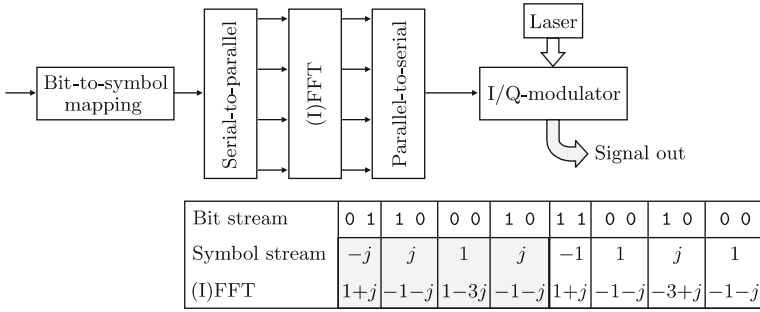 Laser
Bit-to-symbol
mapping
Serial-to-parallel
(I)FFT
Parallel-to-serial
I/Q-modulator
Signal out
Bit stream 0 1 1 0 0 0 1 0 1 1 0 0 1 0 0 0
Symbol stream −j j 1 j −1 1 j 1
(I)FFT 1+j −1−j 1−3j −1−j 1+j −1−j −3+j −1−j